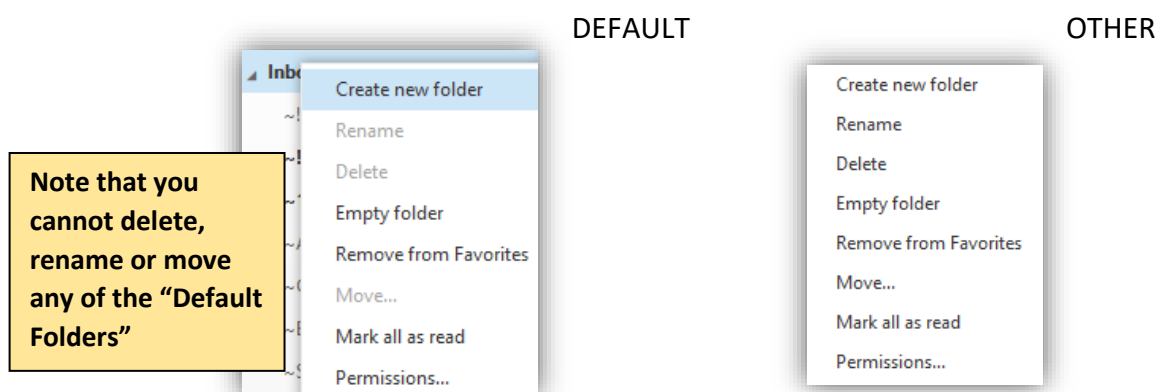 DEFAULT
OTHER
Create new folder
Rename
Delete
Empty folder
Remove from Favorites
Move...
Mark all as read
Permissions...
Note that you
cannot delete,
rename or move
any of the “Default
Folders”
Create new folder
Rename
Delete
Empty folder
Remove from Favorites
Move...
Mark all as read
Permissions...